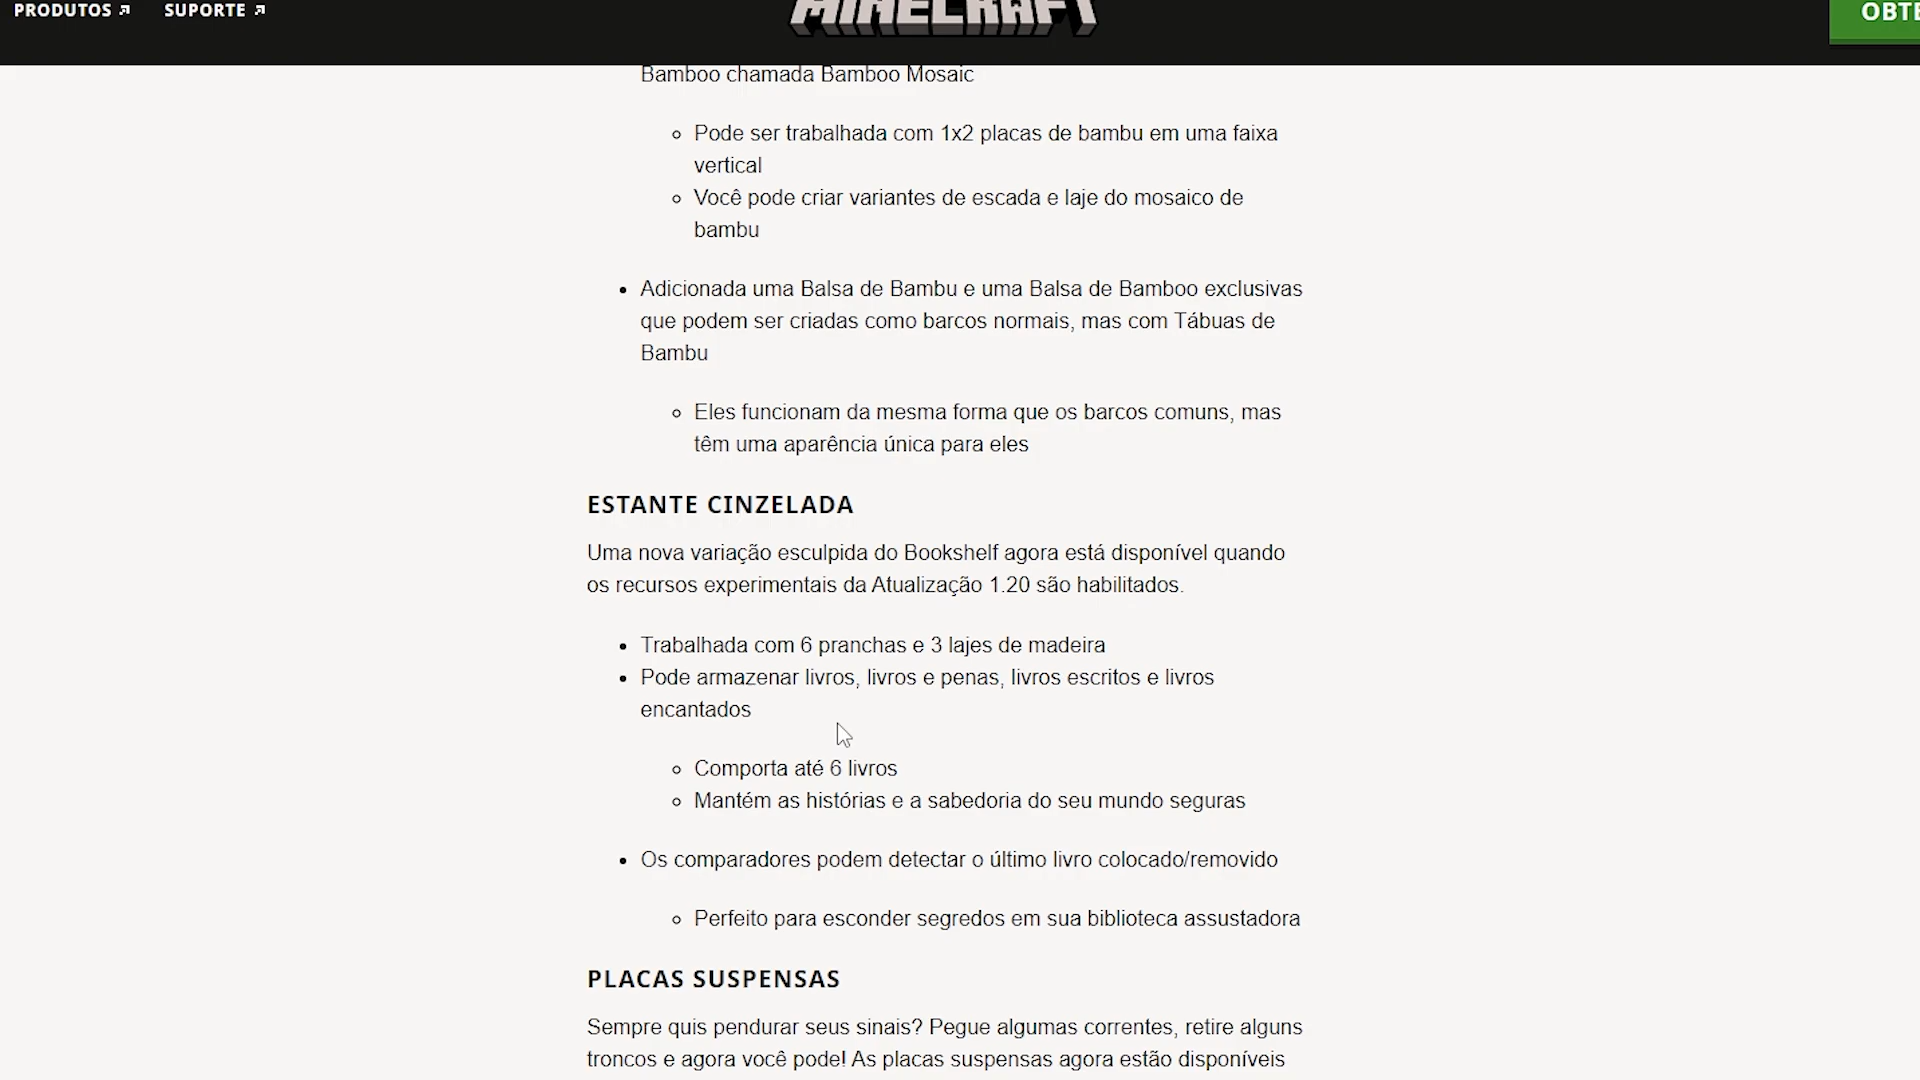 PRODUTOS SUPORTE MINECRAFT OBTE
Bamboo chamada Bamboo Mosaic
Pode ser trabalhada com 1x2 placas de bambu em uma faixa
vertical
Você pode criar variantes de escada e laje do mosaico de
bambu
Adicionada uma Balsa de Bambu e uma Balsa de Bamboo exclusivas
que podem ser criadas como barcos normais, mas com Tábuas de
Bambu
Eles funcionam da mesma forma que os barcos comuns, mas
têm uma aparência única para eles
ESTANTE CINZELADA
Uma nova variação esculpida do Bookshelf agora está disponível quando
os recursos experimentais da Atualização 1.20 são habilitados.
Trabalhada com 6 pranchas e 3 lajes de madeira
Pode armazenar livros, livros e penas, livros escritos e livros
encantados
Comporta até 6 livros
Mantém as histórias e a sabedoria do seu mundo seguras
Os comparadores podem detectar o último livro colocado/removido
Perfeito para esconder segredos em sua biblioteca assustadora
PLACAS SUSPENSAS
Sempre quis pendurar seus sinais? Pegue algumas correntes, retire alguns
troncos e agora você pode! As placas suspensas agora estão disponíveis